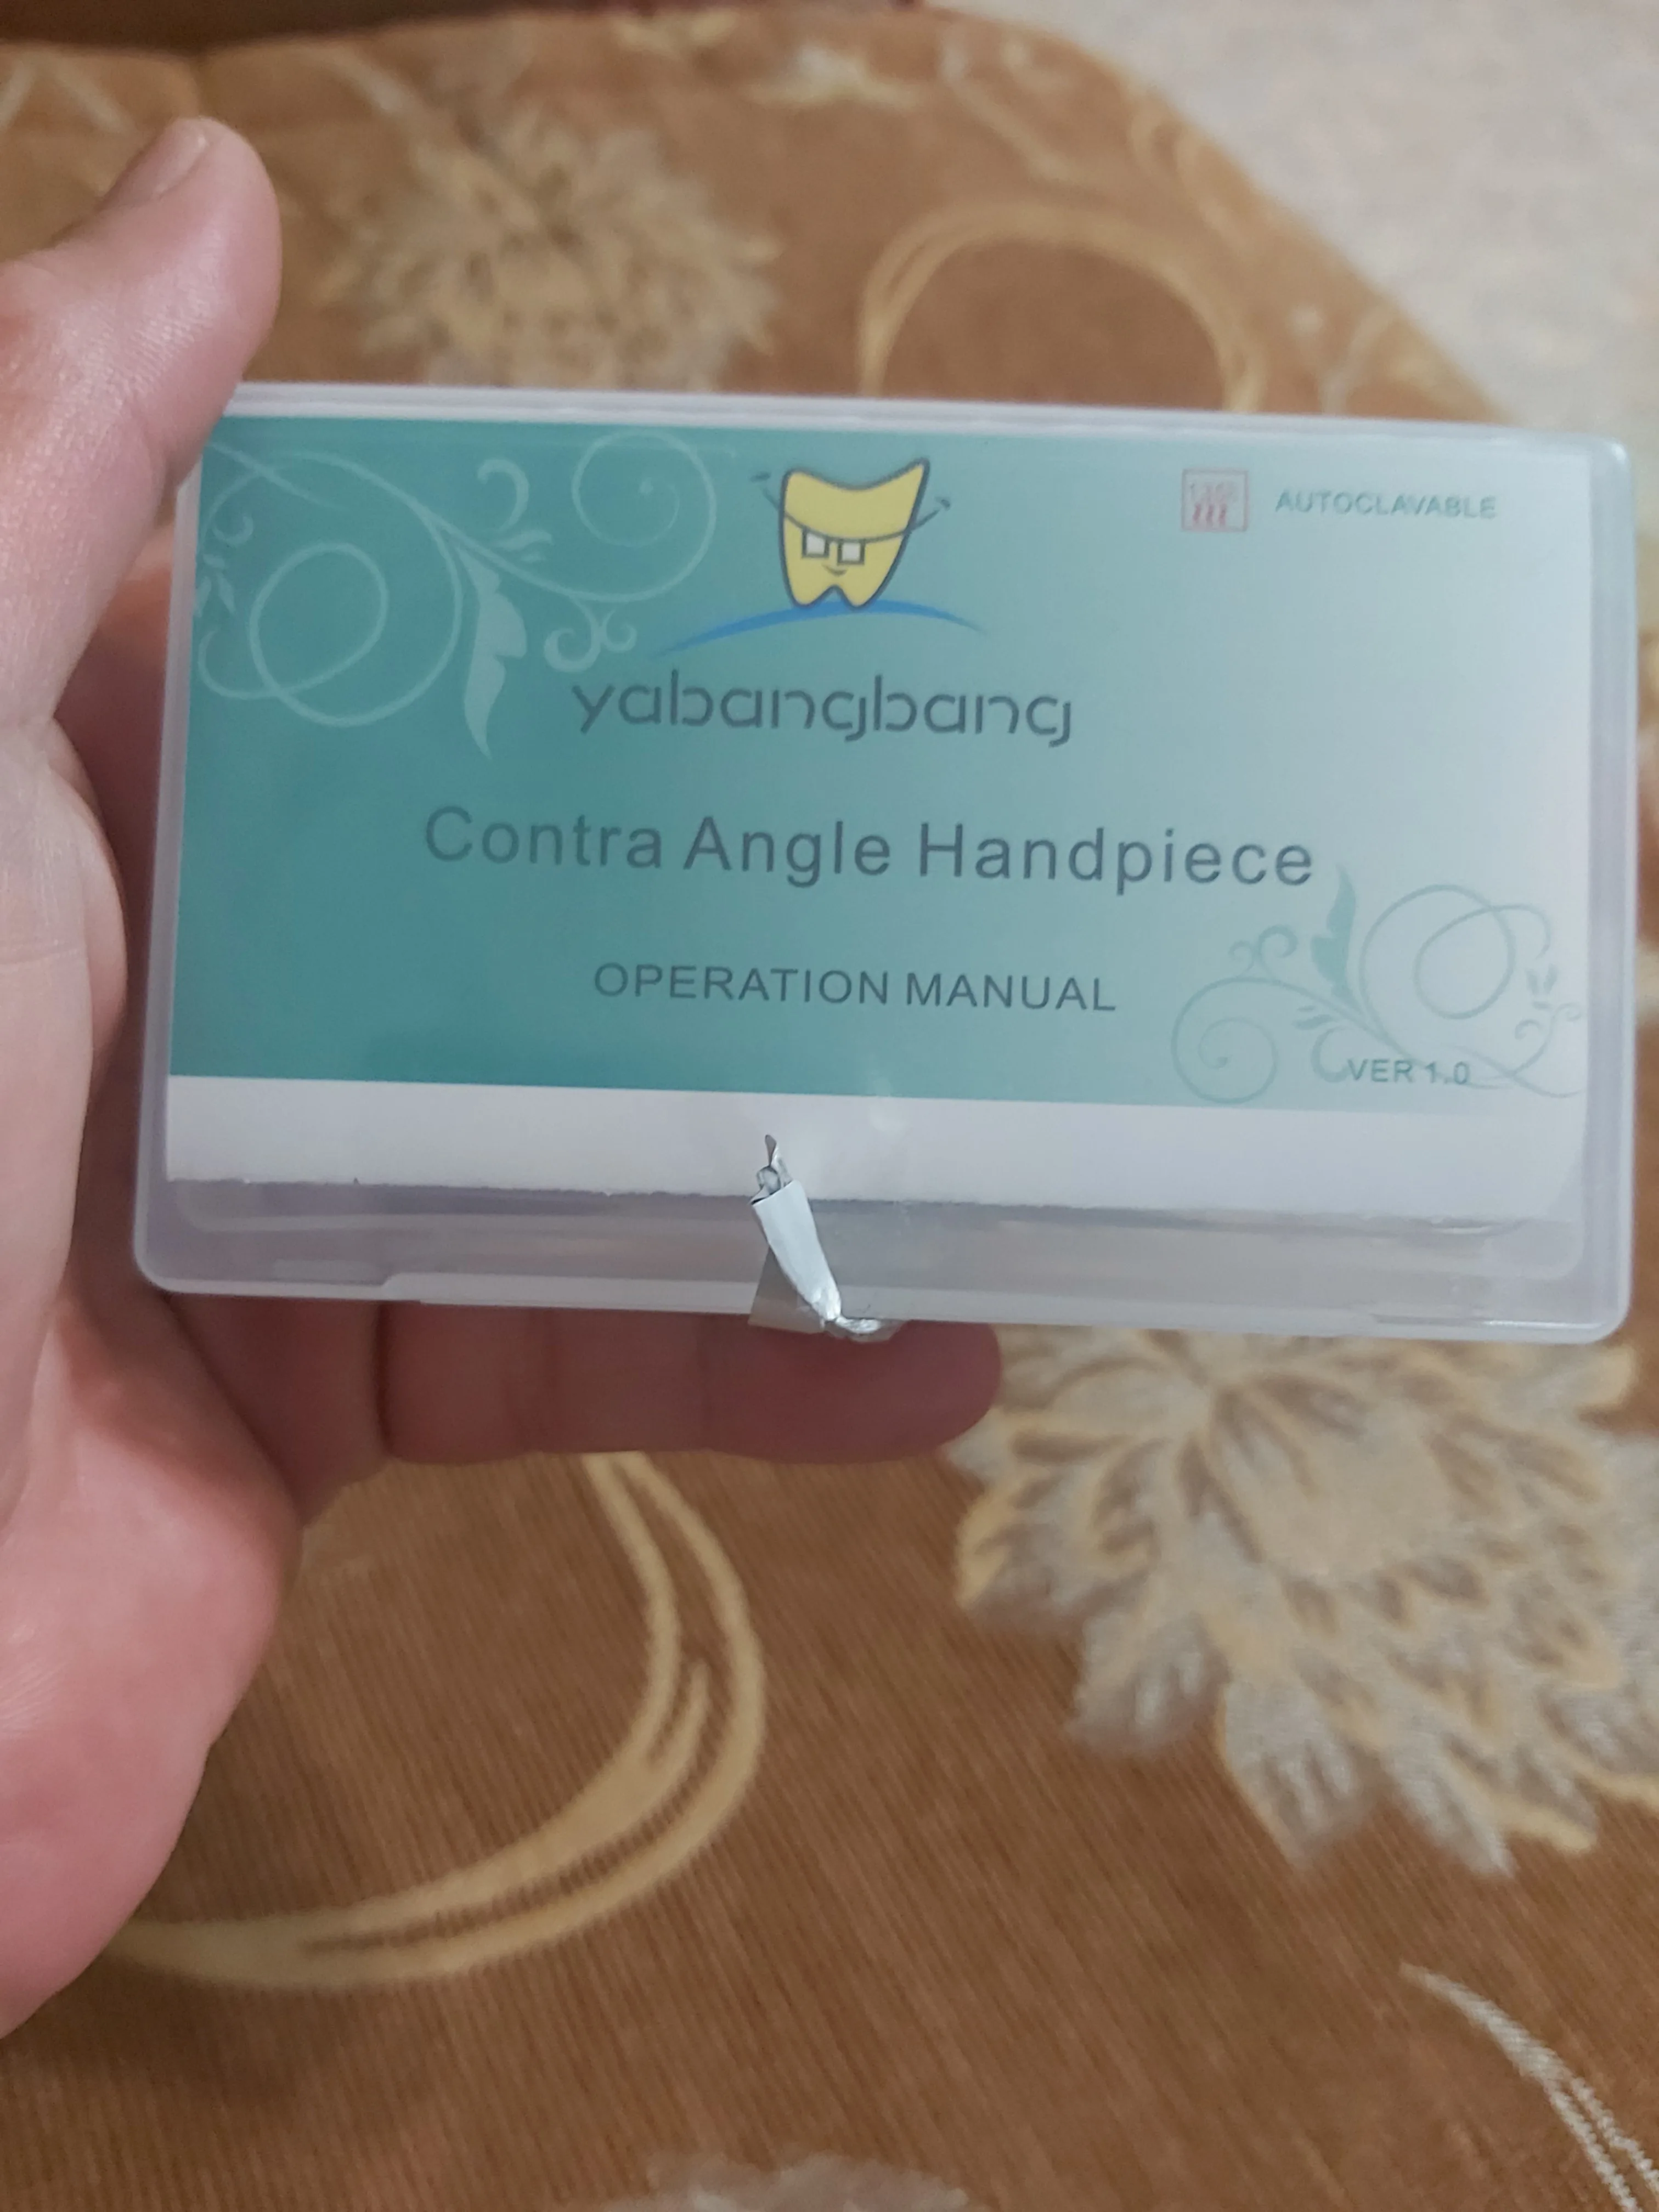 AUTOCLAVABLE
yabangbang
Contra Angle Handpiece
OPERATION MANUAL
VER 1.0